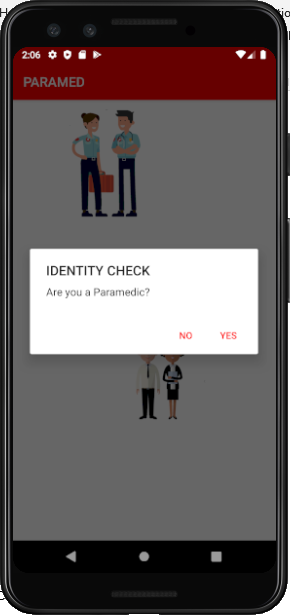 2:06
PARAMED
IDENTITY CHECK
Are you a Paramedic?
NO YES